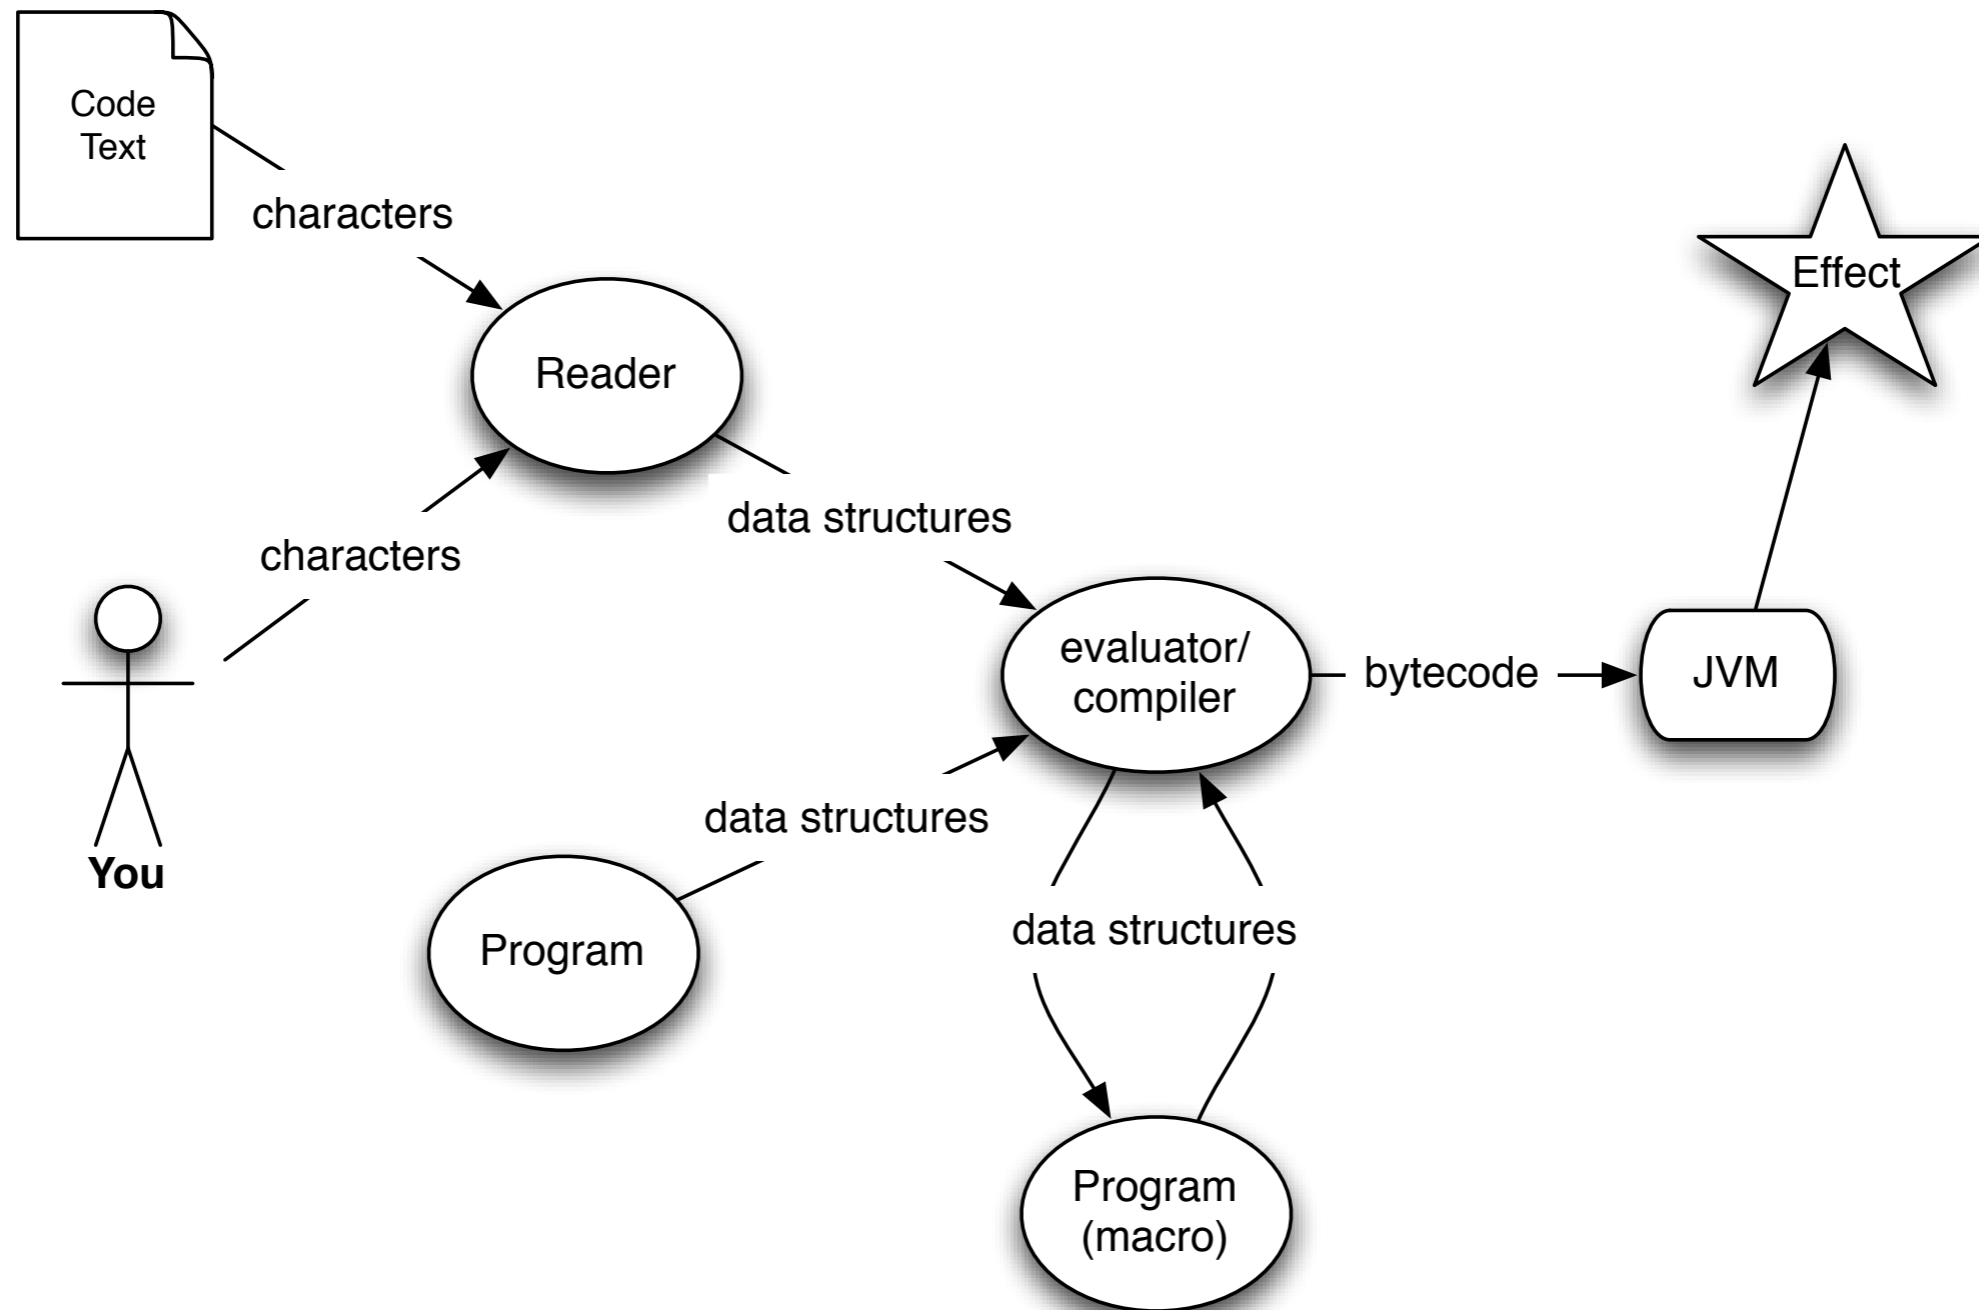 Code
Text
characters
Effect
Reader
data structures
characters
evaluator/
compiler
bytecode
JVM
data structures
You
Program
data structures
Program
(macro)